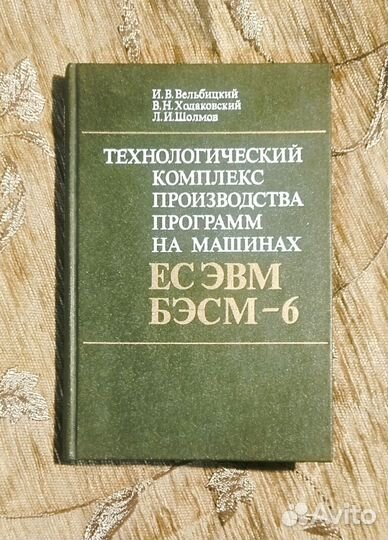 И. В. Вельбицкий
В. Н. Ходаковский
Л. И. Шолмов
ТЕХНОЛОГИЧЕСКИЙ
КОМПЛЕКС
ПРОИЗВОДСТВА
ПРОГРАММ
НА МАШИНАХ
ЕС ЭВМ
БЭСМ-6
Avito